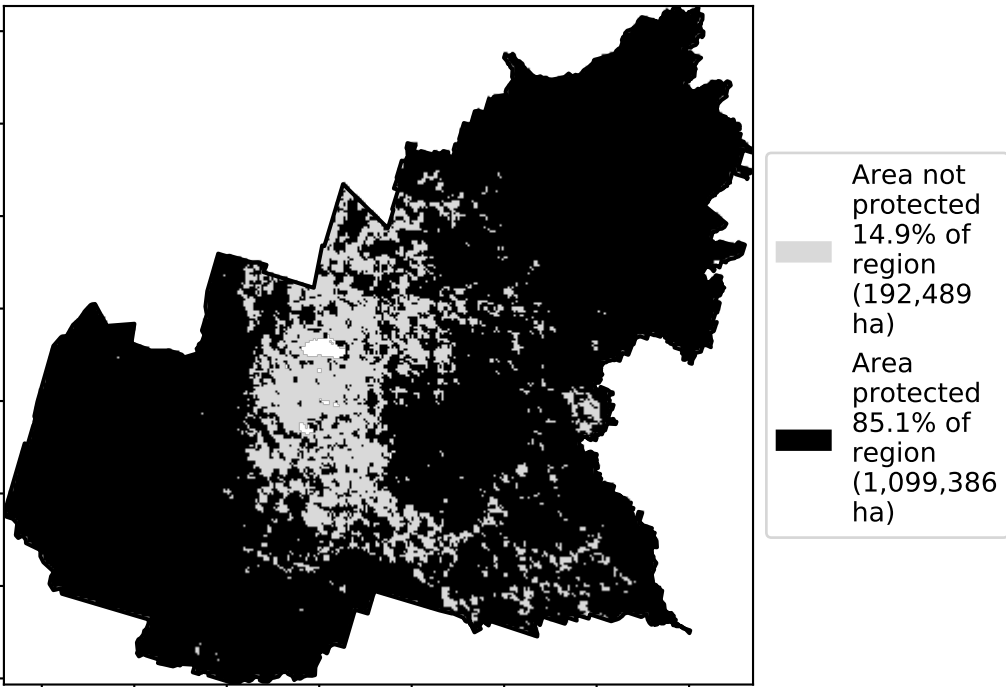 Area not
protected
14.9% of
region
(192,489
ha)
Area
protected
85.1% of
region
(1,099,386
ha)